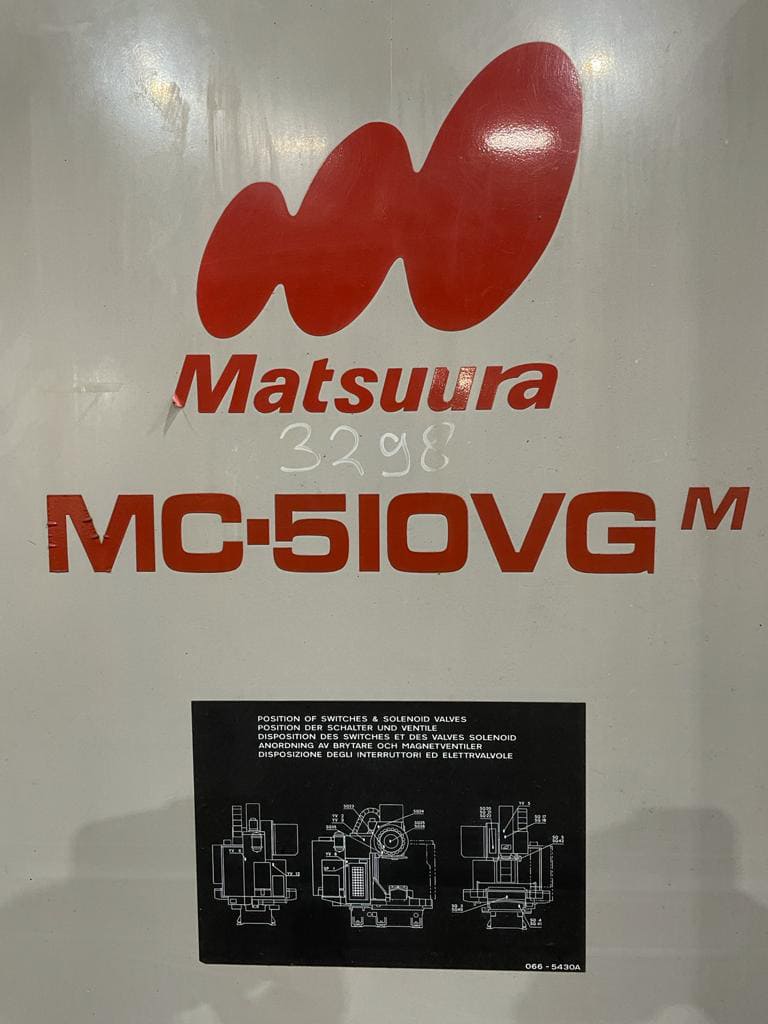 Matsuura
3298
MC-510VG M
POSITION OF SWITCHES & SOLENOID VALVES
POSITION DER SCHALTER UND VENTILE
DISPOSITION DES SWITCHES ET DES VALVES SOLENOID
ANORDNING AV BRYTARE OCH MAGNETVENTILER
DISPOSIZIONE DEGLI INTERRUTTORI ED ELETTRVALVOLE
066-5430A